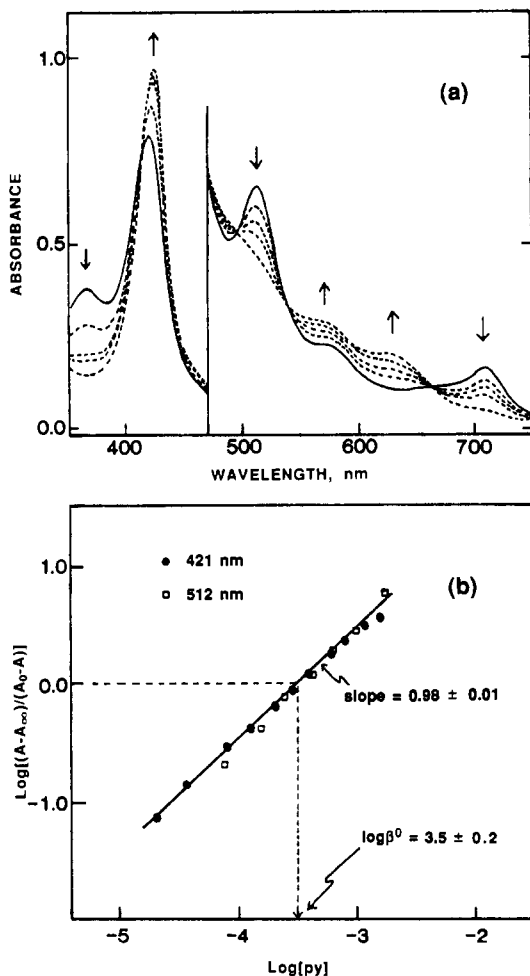 (a)
1.0
0.5
0.0
ABSORBANCE
400
500
600
700
WAVELENGTH, nm
(b)
● 421 nm
□ 512 nm
1.0
0.0
−1.0
Log[(A-A∞)/(A₀-A)]
slope = 0.98 ± 0.01
logβ⁰ = 3.5 ± 0.2
−5
−4
−3
−2
Log[py]